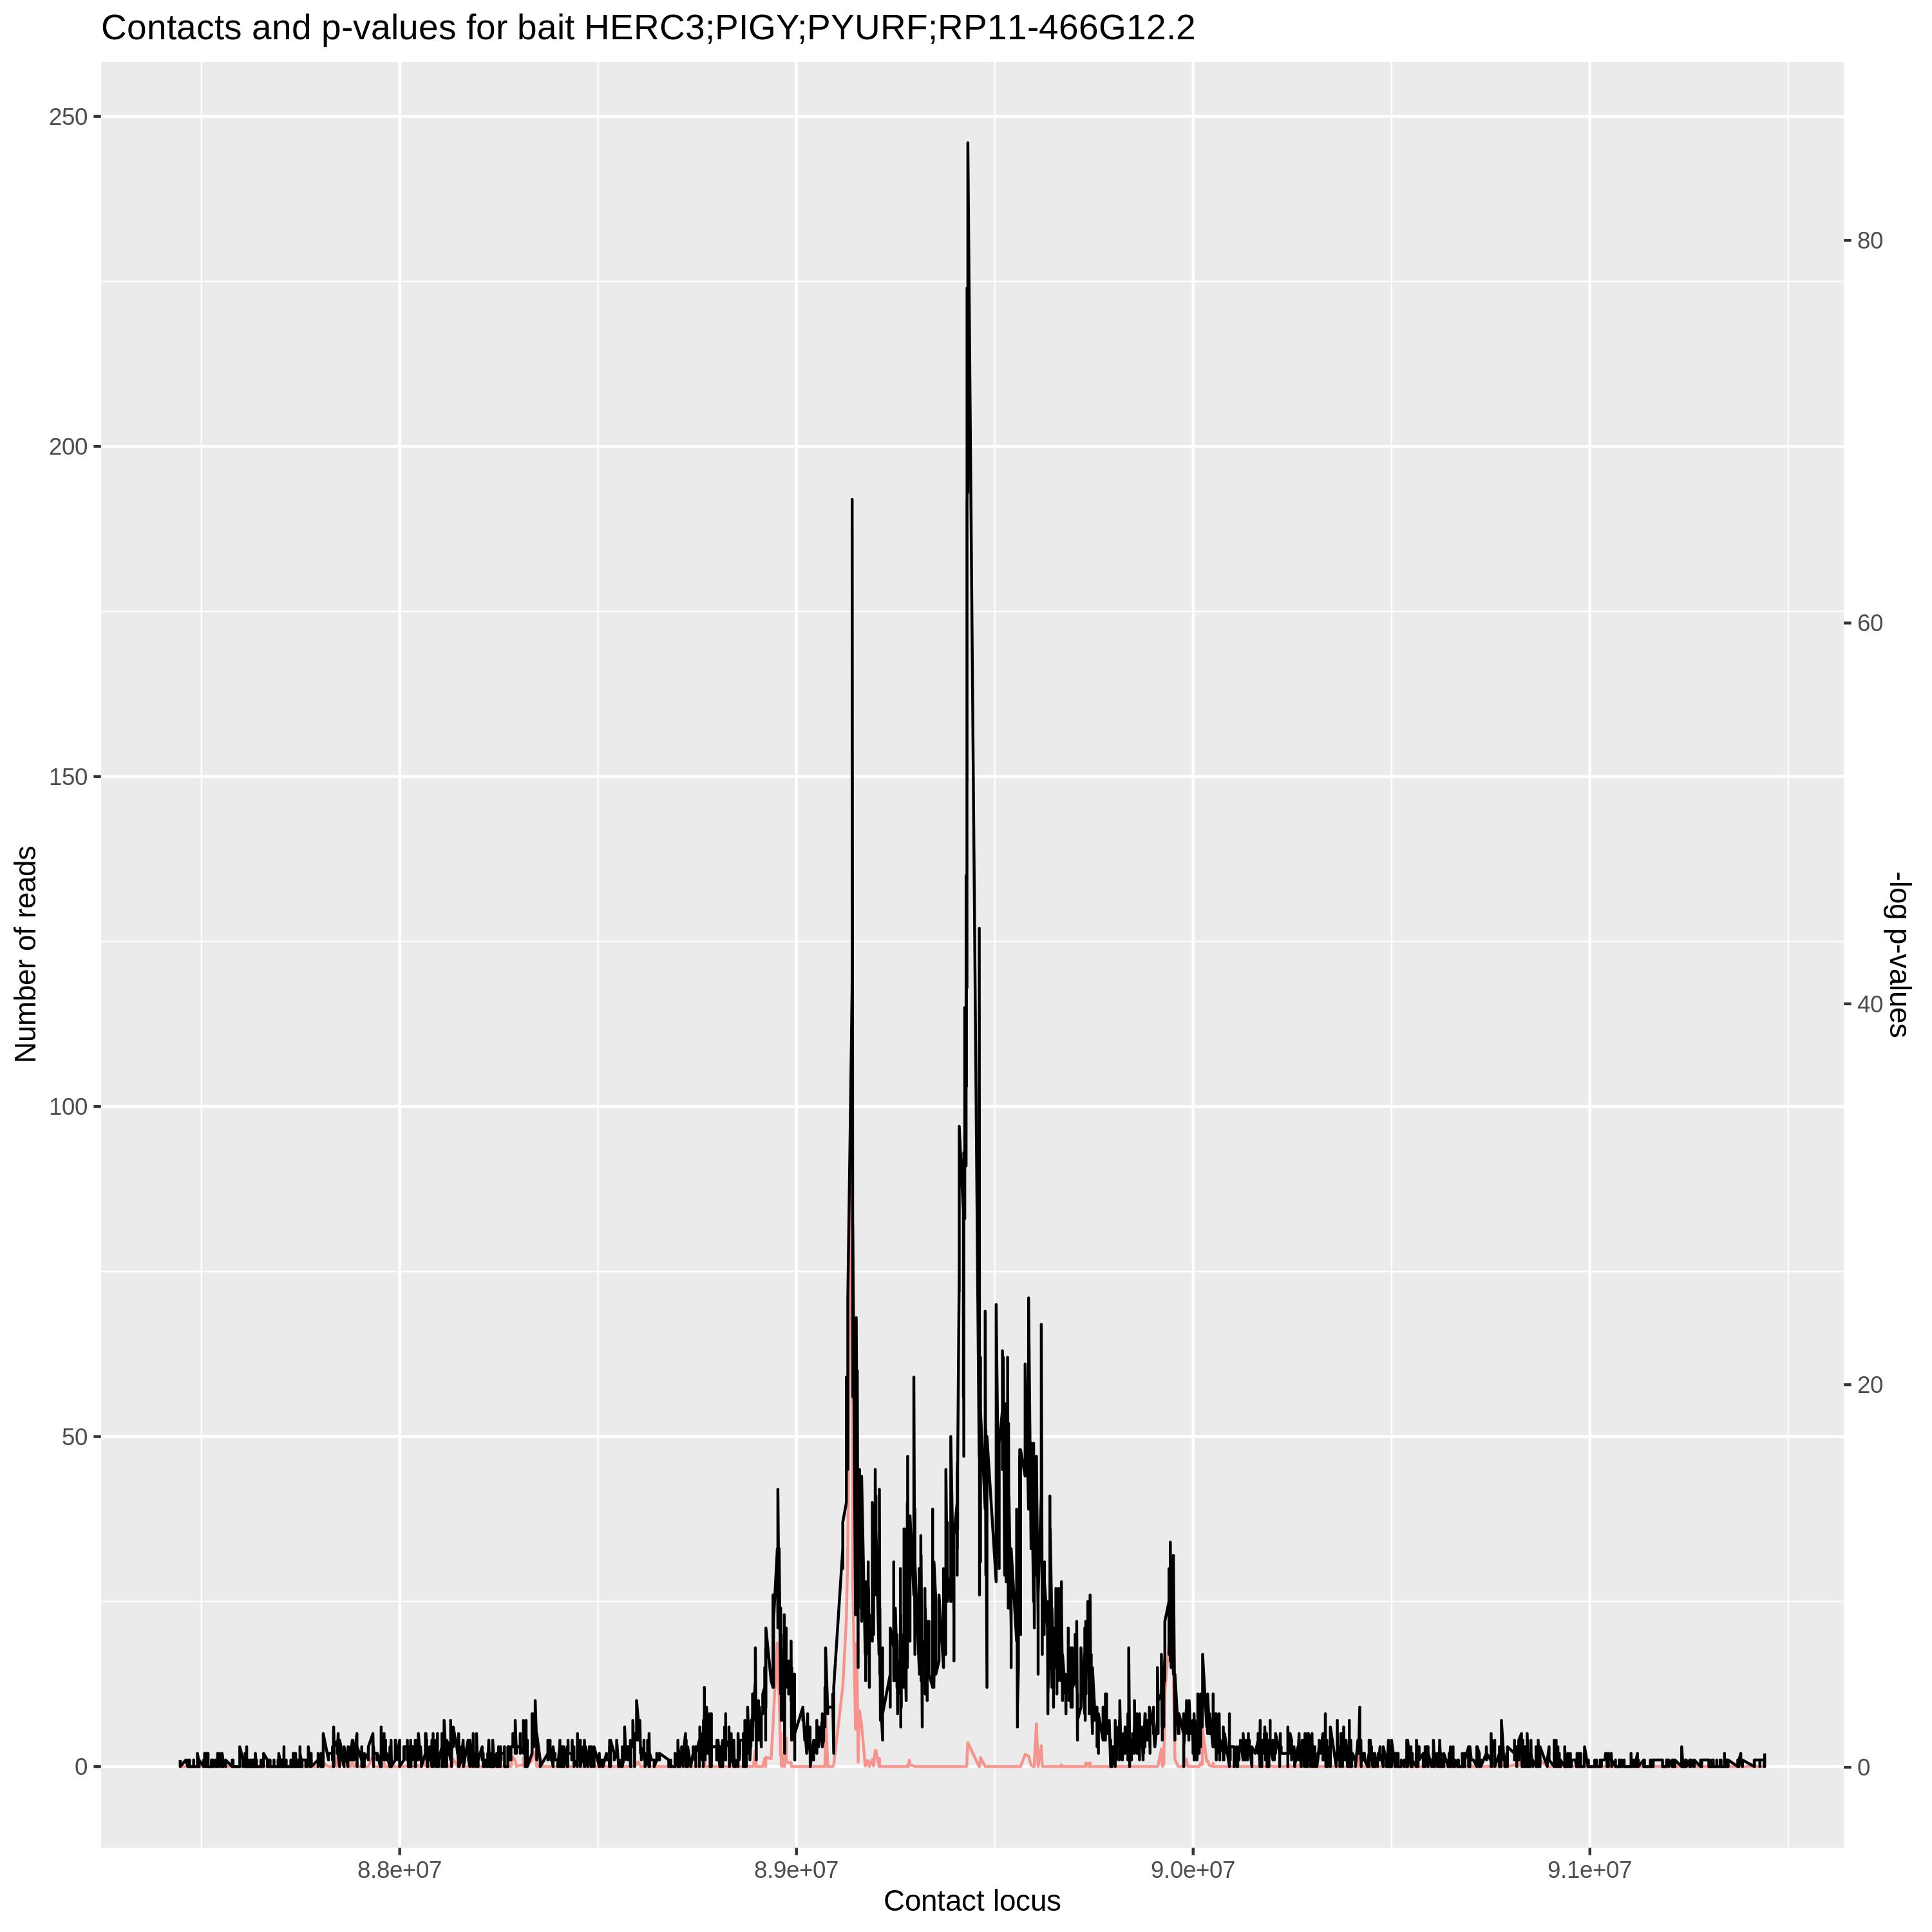 Contacts and p-values for bait HERC3;PIGY;PYURF;RP11-466G12.2
250
200
150
100
50
0
Number of reads
80
60
40
20
0
-log p-values
8.8e+07 8.9e+07 9.0e+07 9.1e+07
Contact locus